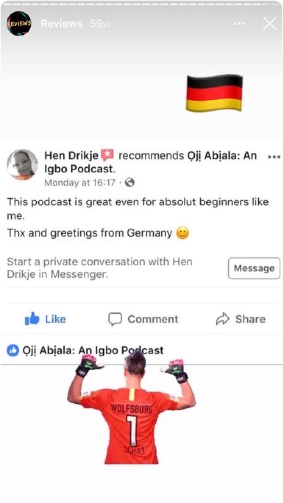 REVIEWS
Reviews 59w
Hen Drikje recommends Ọjị Abịala: An
Igbo Podcast.
Monday at 16:17 ·
This podcast is great even for absolut beginners like
me.
Thx and greetings from Germany 😊
Start a private conversation with Hen
Drikje in Messenger.
Message
Like
Comment
Share
Ọjị Abịala: An Igbo Podcast
WOLFSBURG
1